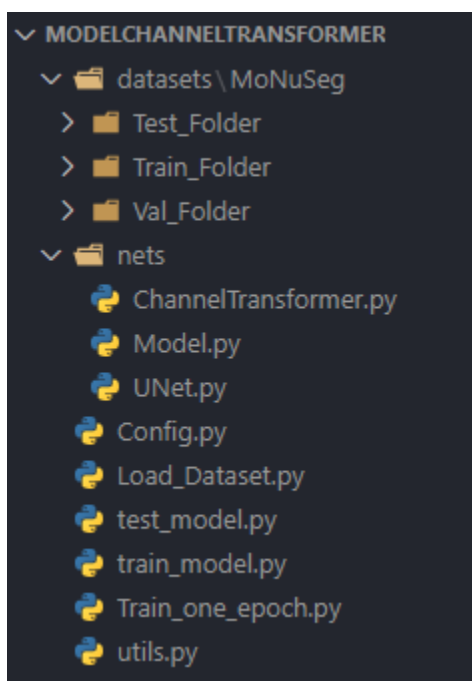 MODELCHANNELTRANSFORMER
datasets\MoNuSeg
Test_Folder
Train_Folder
Val_Folder
nets
ChannelTransformer.py
Model.py
UNet.py
Config.py
Load_Dataset.py
test_model.py
train_model.py
Train_one_epoch.py
utils.py